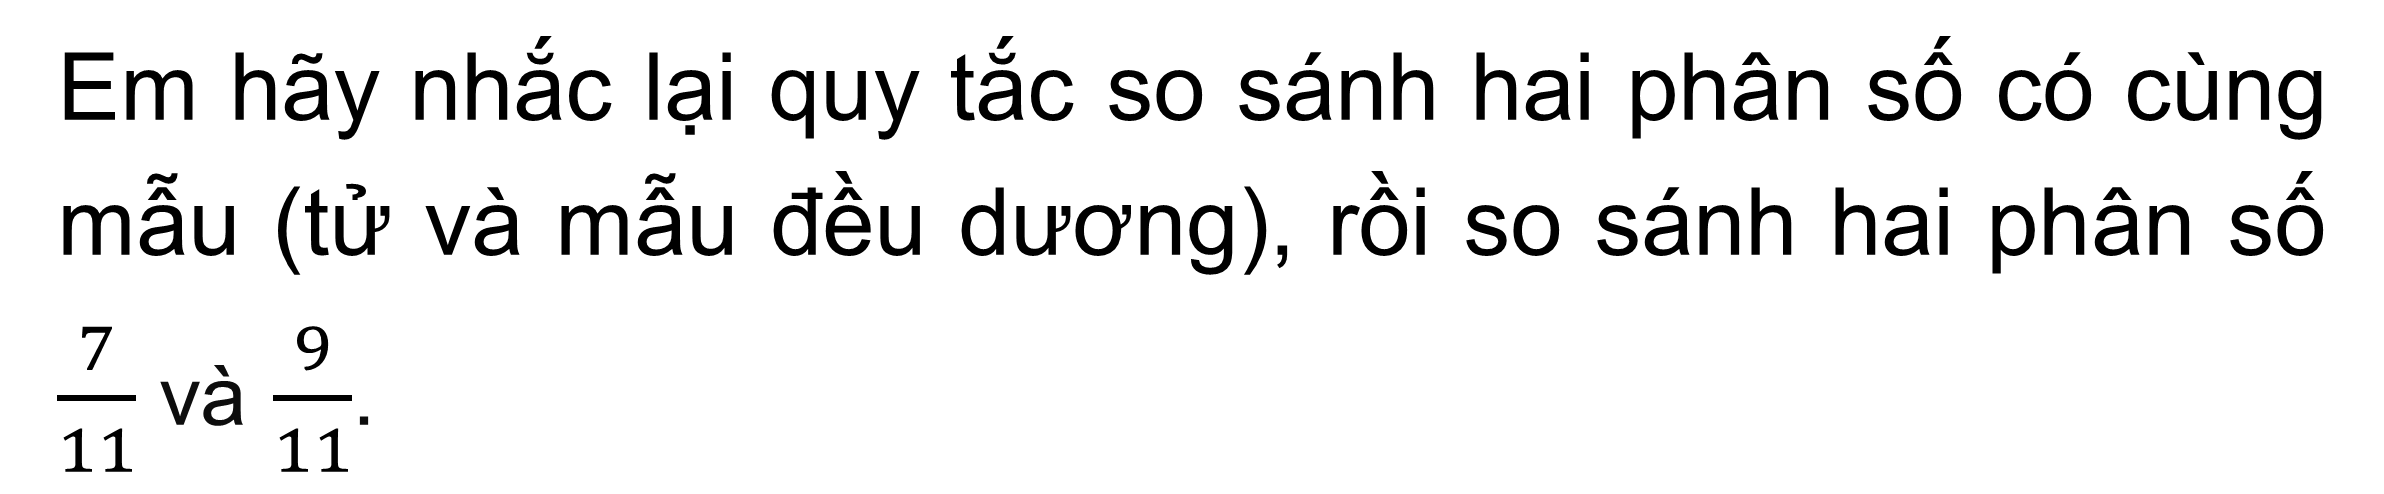 Em hãy nhắc lại quy tắc so sánh hai phân số có cùng
mẫu (tử và mẫu đều dương), rồi so sánh hai phân số
7/11 và 9/11.